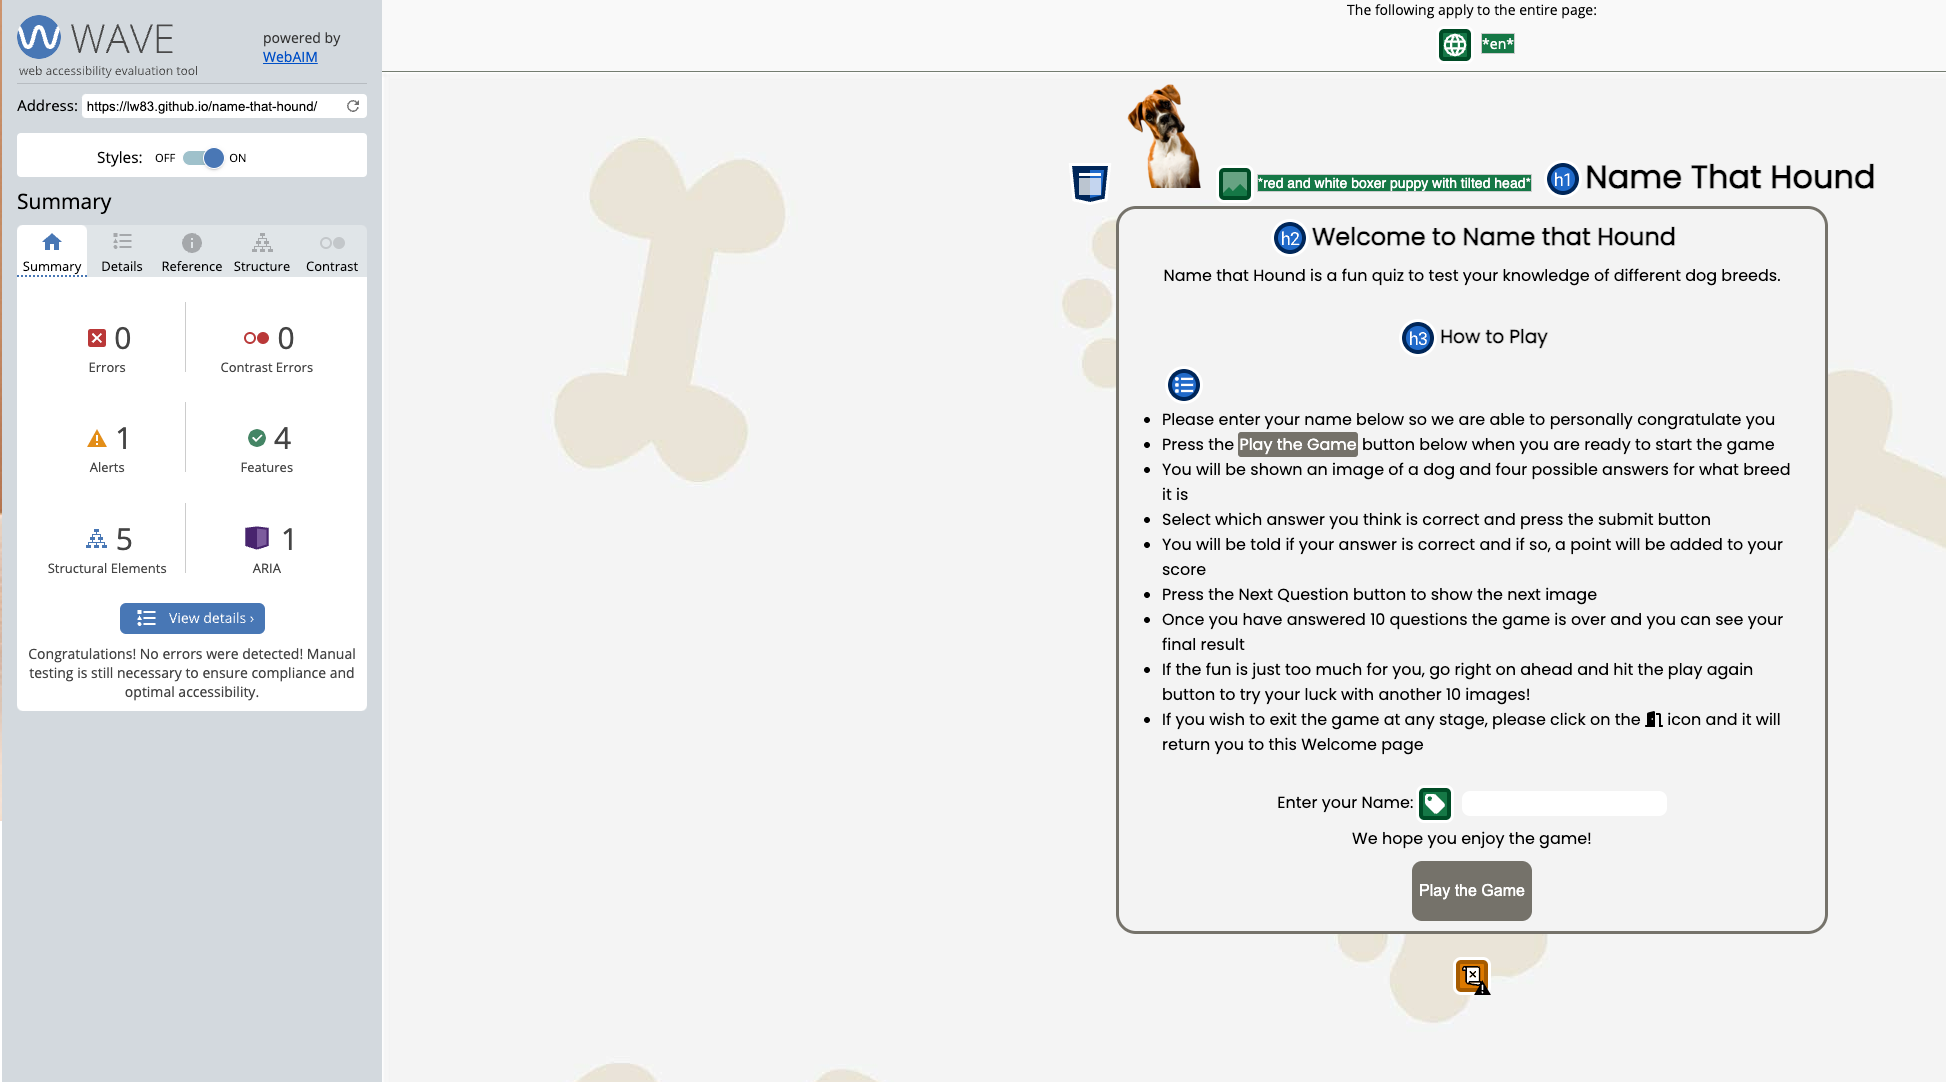 WAVE
powered by
WebAIM
web accessibility evaluation tool
Address: https://lw83.github.io/name-that-hound/
Styles: OFF ON
Summary
Summary Details Reference Structure Contrast
0 0
Errors Contrast Errors
1 4
Alerts Features
5 1
Structural Elements ARIA
View details ›
Congratulations! No errors were detected! Manual
testing is still necessary to ensure compliance and
optimal accessibility.
The following apply to the entire page:
*en*
*red and white boxer puppy with tilted head* h1 Name That Hound
h2 Welcome to Name that Hound
Name that Hound is a fun quiz to test your knowledge of different dog breeds.
h3 How to Play
• Please enter your name below so we are able to personally congratulate you
• Press the Play the Game button below when you are ready to start the game
• You will be shown an image of a dog and four possible answers for what breed
it is
• Select which answer you think is correct and press the submit button
• You will be told if your answer is correct and if so, a point will be added to your
score
• Press the Next Question button to show the next image
• Once you have answered 10 questions the game is over and you can see your
final result
• If the fun is just too much for you, go right on ahead and hit the play again
button to try your luck with another 10 images!
• If you wish to exit the game at any stage, please click on the icon and it will
return you to this Welcome page
Enter your Name:
We hope you enjoy the game!
Play the Game